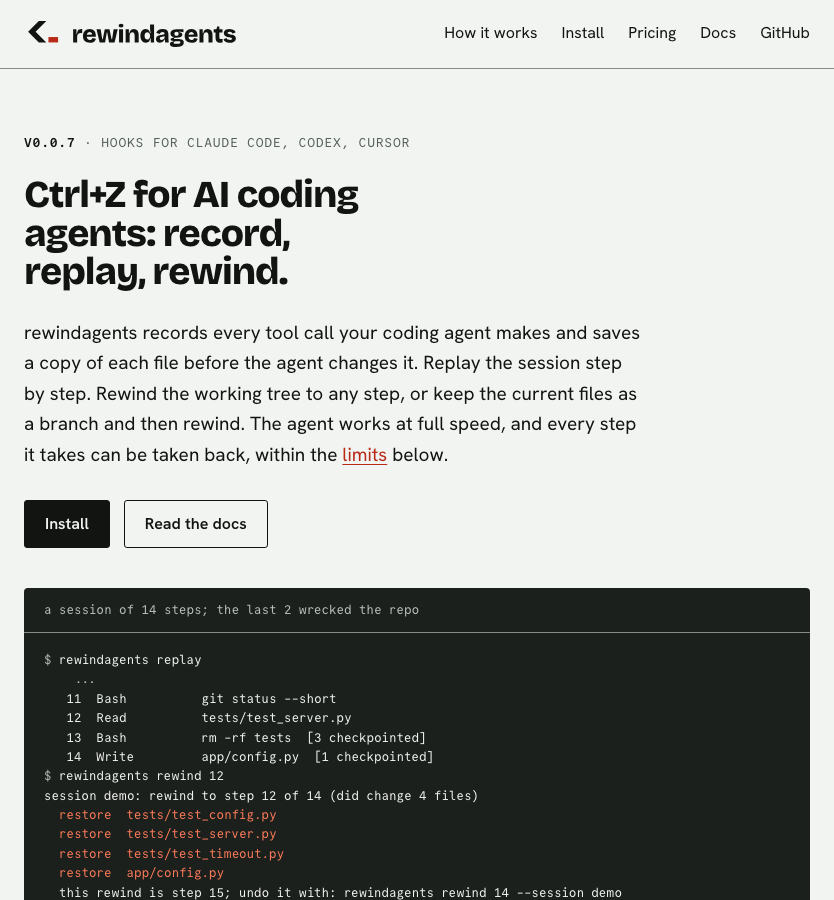 rewindagents
How it works Install Pricing Docs GitHub
V0.0.7 · HOOKS FOR CLAUDE CODE, CODEX, CURSOR
Ctrl+Z for AI coding
agents: record,
replay, rewind.
rewindagents records every tool call your coding agent makes and saves
a copy of each file before the agent changes it. Replay the session step
by step. Rewind the working tree to any step, or keep the current files as
a branch and then rewind. The agent works at full speed, and every step
it takes can be taken back, within the limits below.
Install Read the docs
a session of 14 steps; the last 2 wrecked the repo
$ rewindagents replay
...
11 Bash git status --short
12 Read tests/test_server.py
13 Bash rm -rf tests [3 checkpointed]
14 Write app/config.py [1 checkpointed]
$ rewindagents rewind 12
session demo: rewind to step 12 of 14 (did change 4 files)
restore tests/test_config.py
restore tests/test_server.py
restore tests/test_timeout.py
restore app/config.py
this rewind is step 15; undo it with: rewindagents rewind 14 --session demo